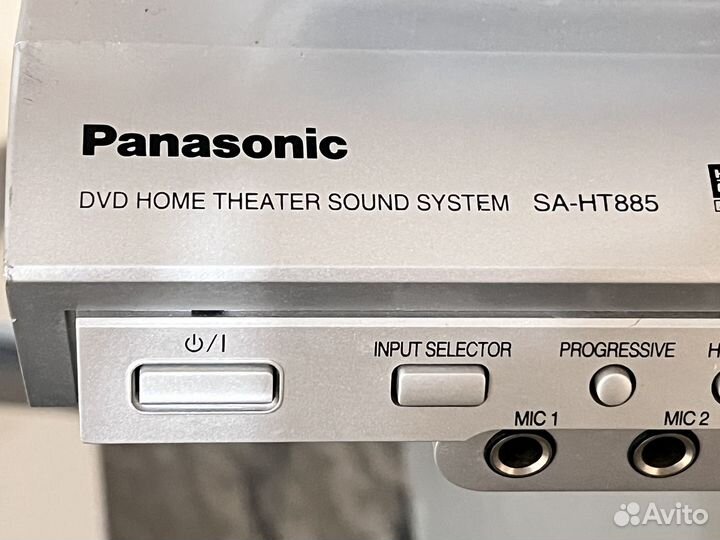 Panasonic
DVD HOME THEATER SOUND SYSTEM SA-HT885
⏻/I
INPUT SELECTOR
PROGRESSIVE
MIC 1
MIC 2
Avito